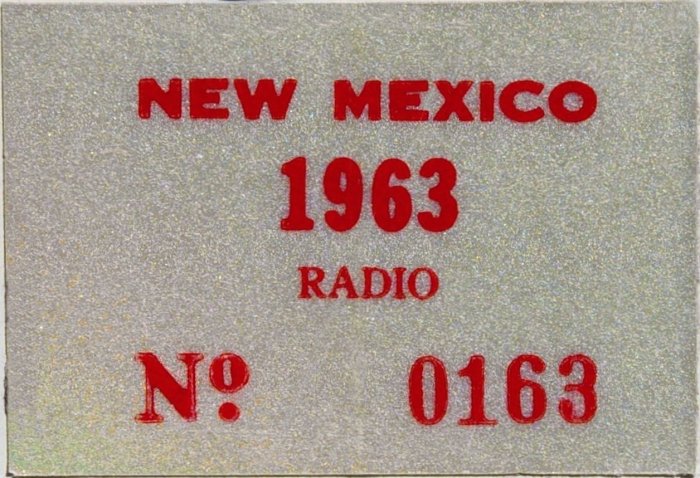 NEW MEXICO
1963
RADIO
Nº 0163